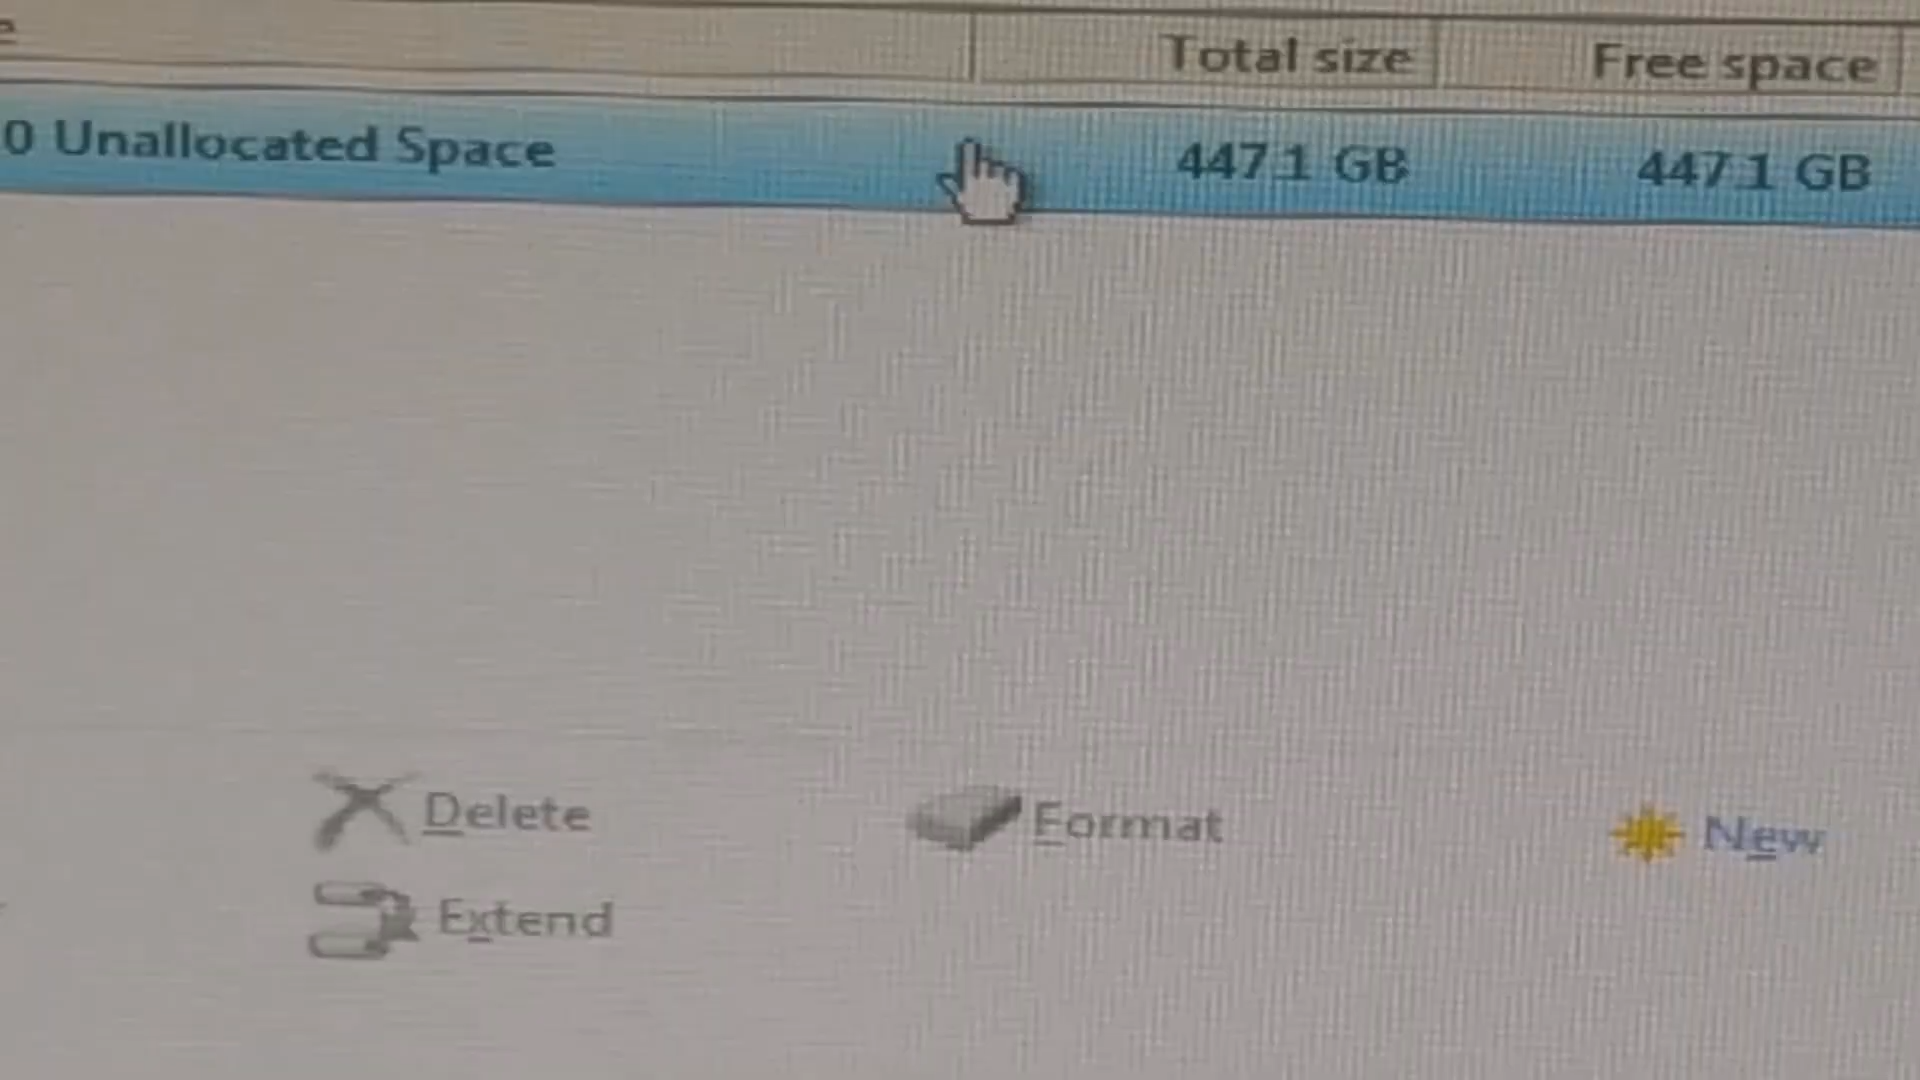 Total size Free space
0 Unallocated Space 447.1 GB 447.1 GB
Delete Format New
Extend